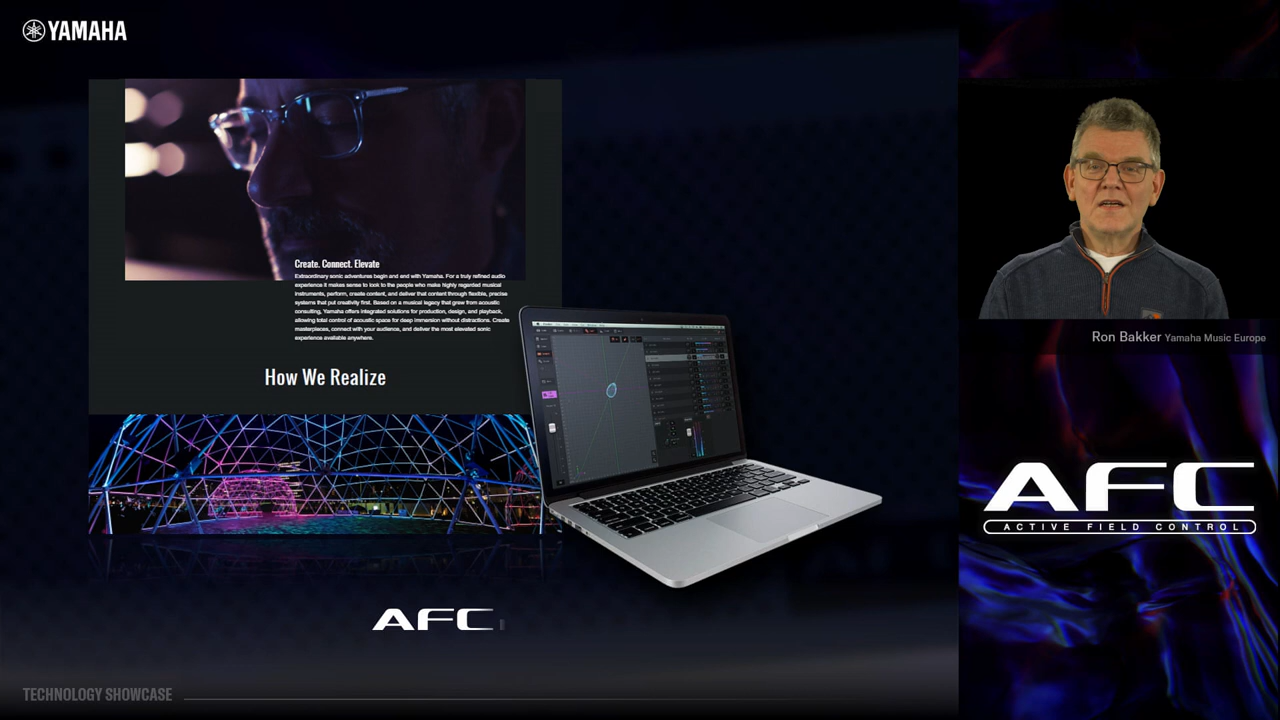 YAMAHA
Create. Connect. Elevate
Extraordinary sonic adventures begin and end with Yamaha. For a truly refined audio
experience it makes sense to look to the people who make highly regarded musical
instruments, perform, create content, and deliver that content through flexible, precise
systems that put creativity first. Based on a musical legacy that grew from acoustic
consulting, Yamaha offers integrated solutions for production, design, and playback,
allowing total control of acoustic space for deep immersion without distractions. Create
masterpieces, connect with your audience, and deliver the most elevated sonic
experience available anywhere.
How We Realize
AFC
TECHNOLOGY SHOWCASE
Ron Bakker Yamaha Music Europe
AFC
ACTIVE FIELD CONTROL